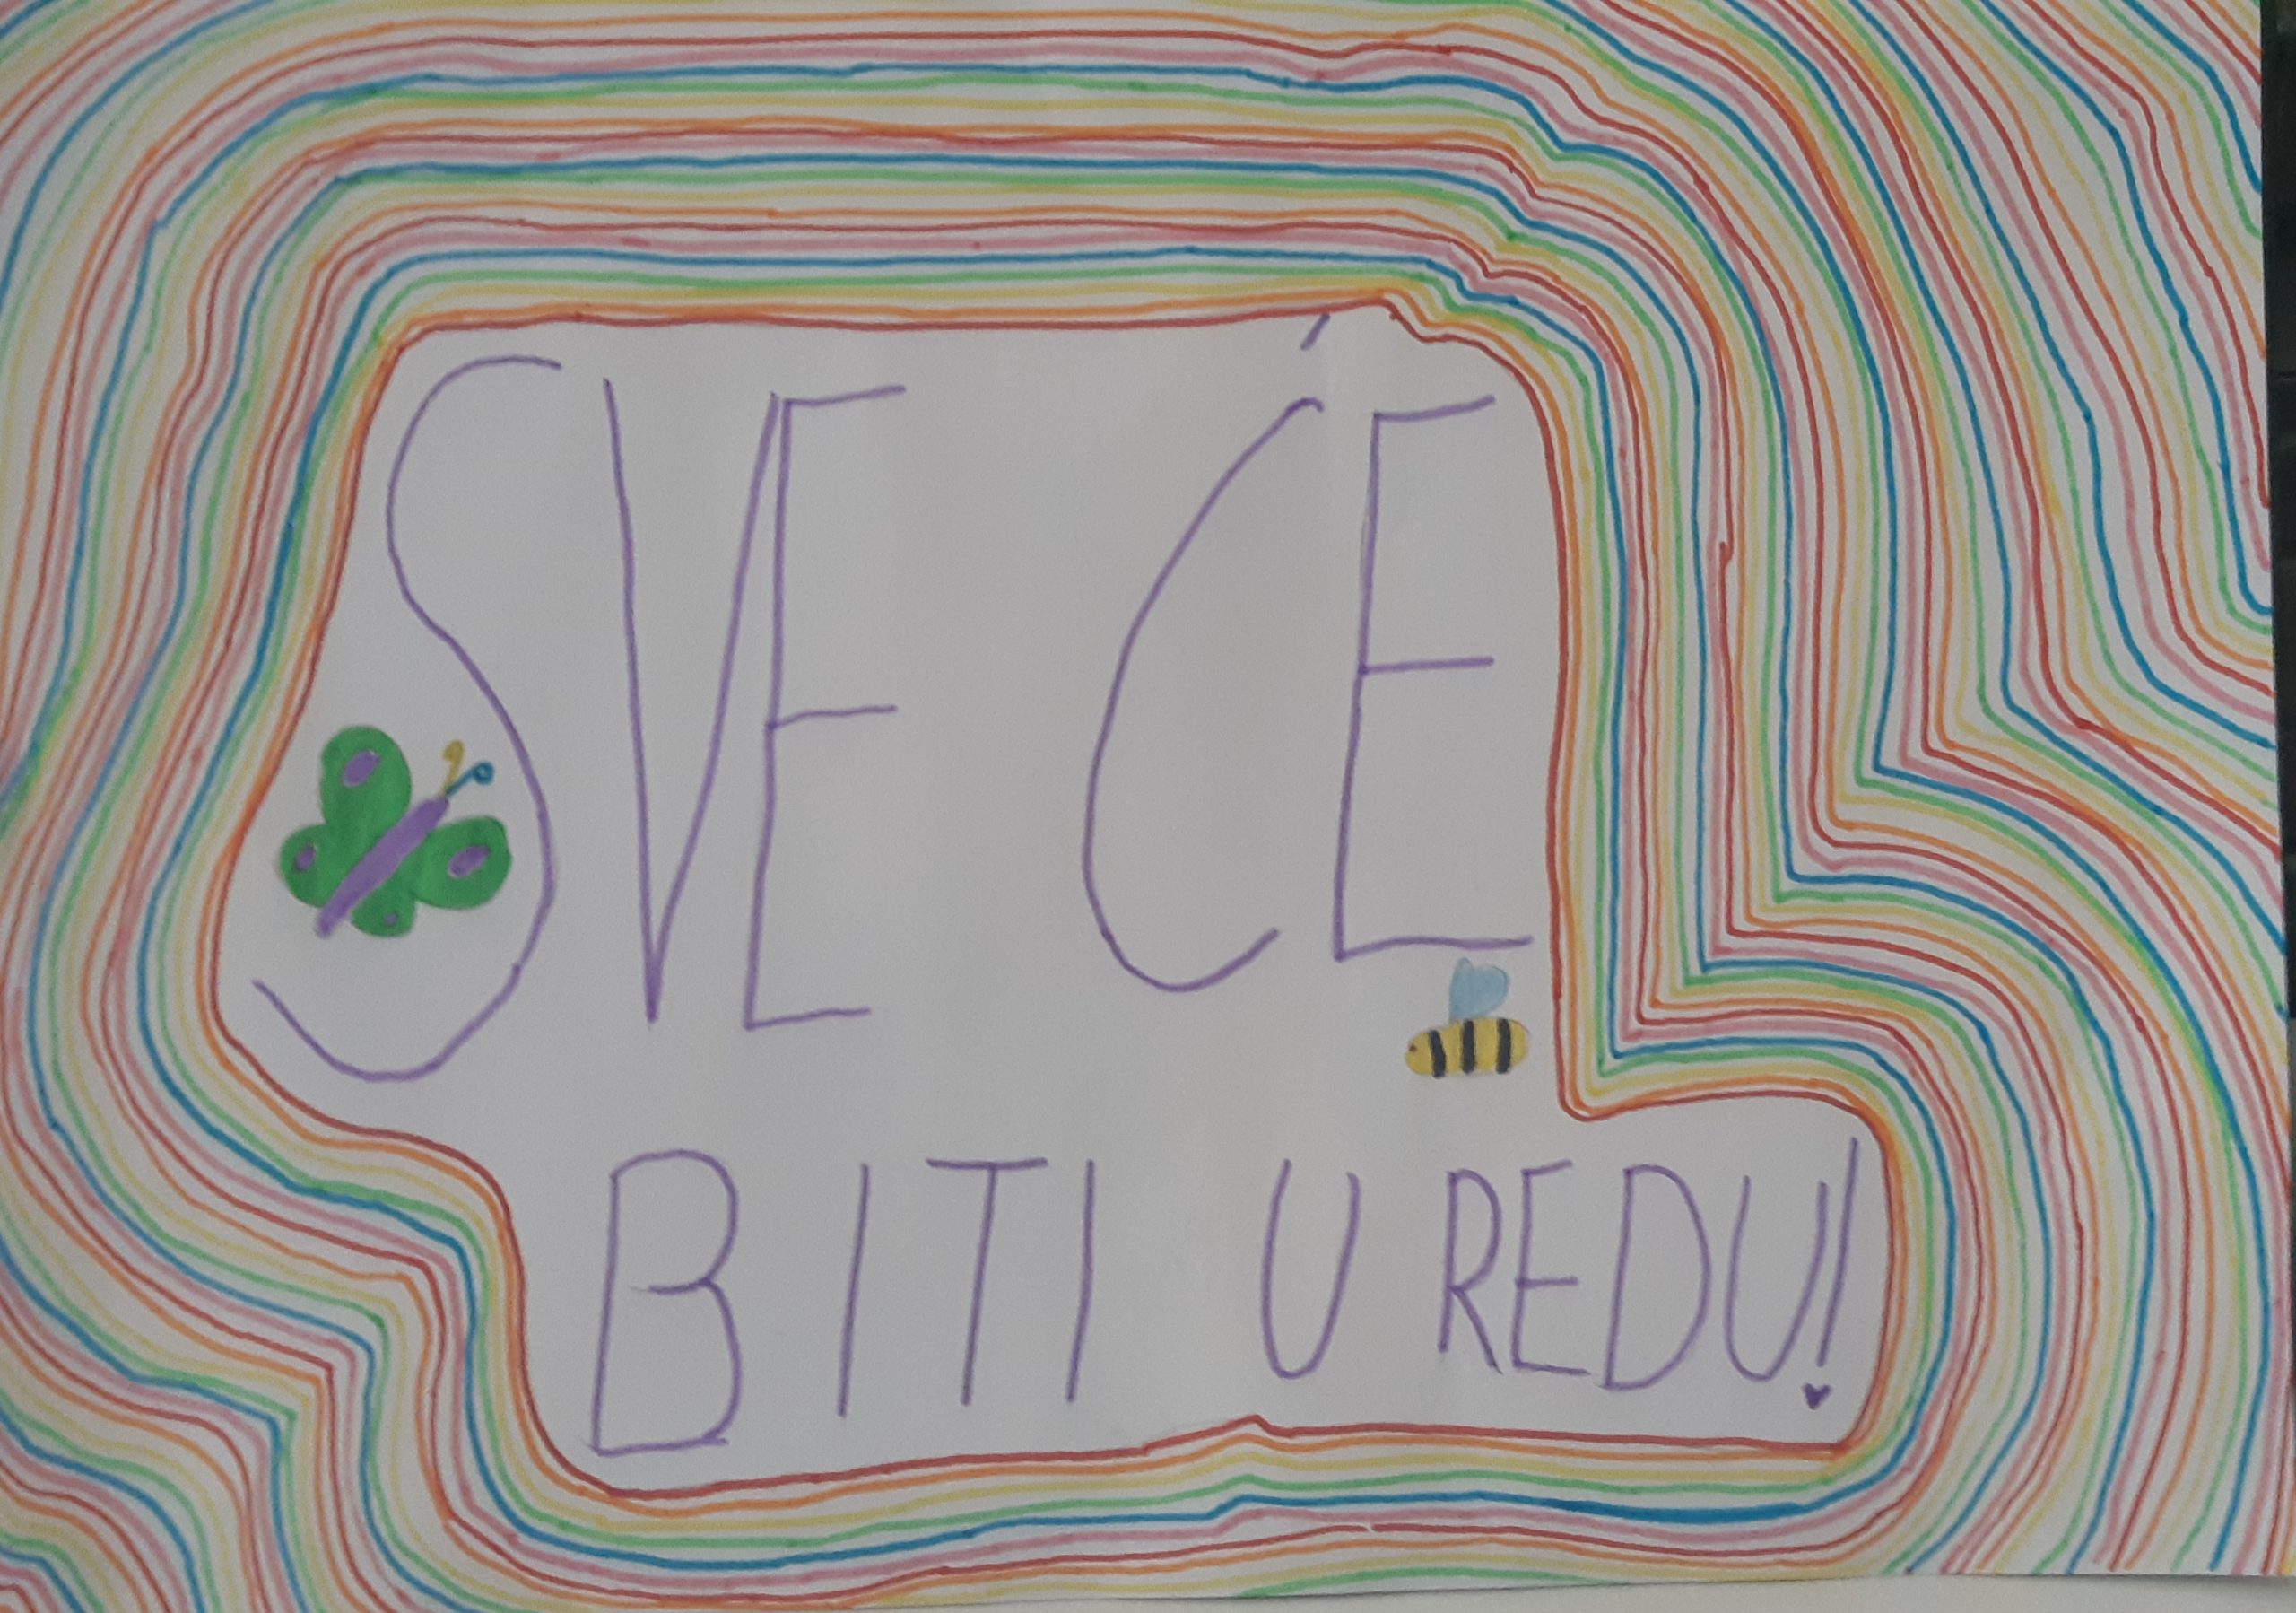 SVE ĆE
BITI U REDU!